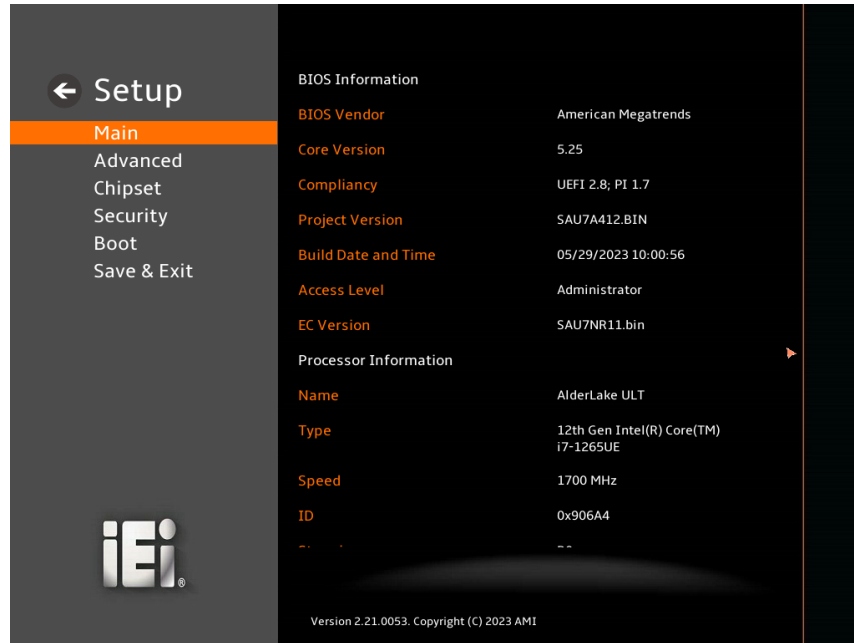 Setup
Main
Advanced
Chipset
Security
Boot
Save & Exit
iEi®
BIOS Information
BIOS Vendor American Megatrends
Core Version 5.25
Compliancy UEFI 2.8; PI 1.7
Project Version SAU7A412.BIN
Build Date and Time 05/29/2023 10:00:56
Access Level Administrator
EC Version SAU7NR11.bin
Processor Information
Name AlderLake ULT
Type 12th Gen Intel(R) Core(TM)
i7-1265UE
Speed 1700 MHz
ID 0x906A4
Version 2.21.0053. Copyright (C) 2023 AMI